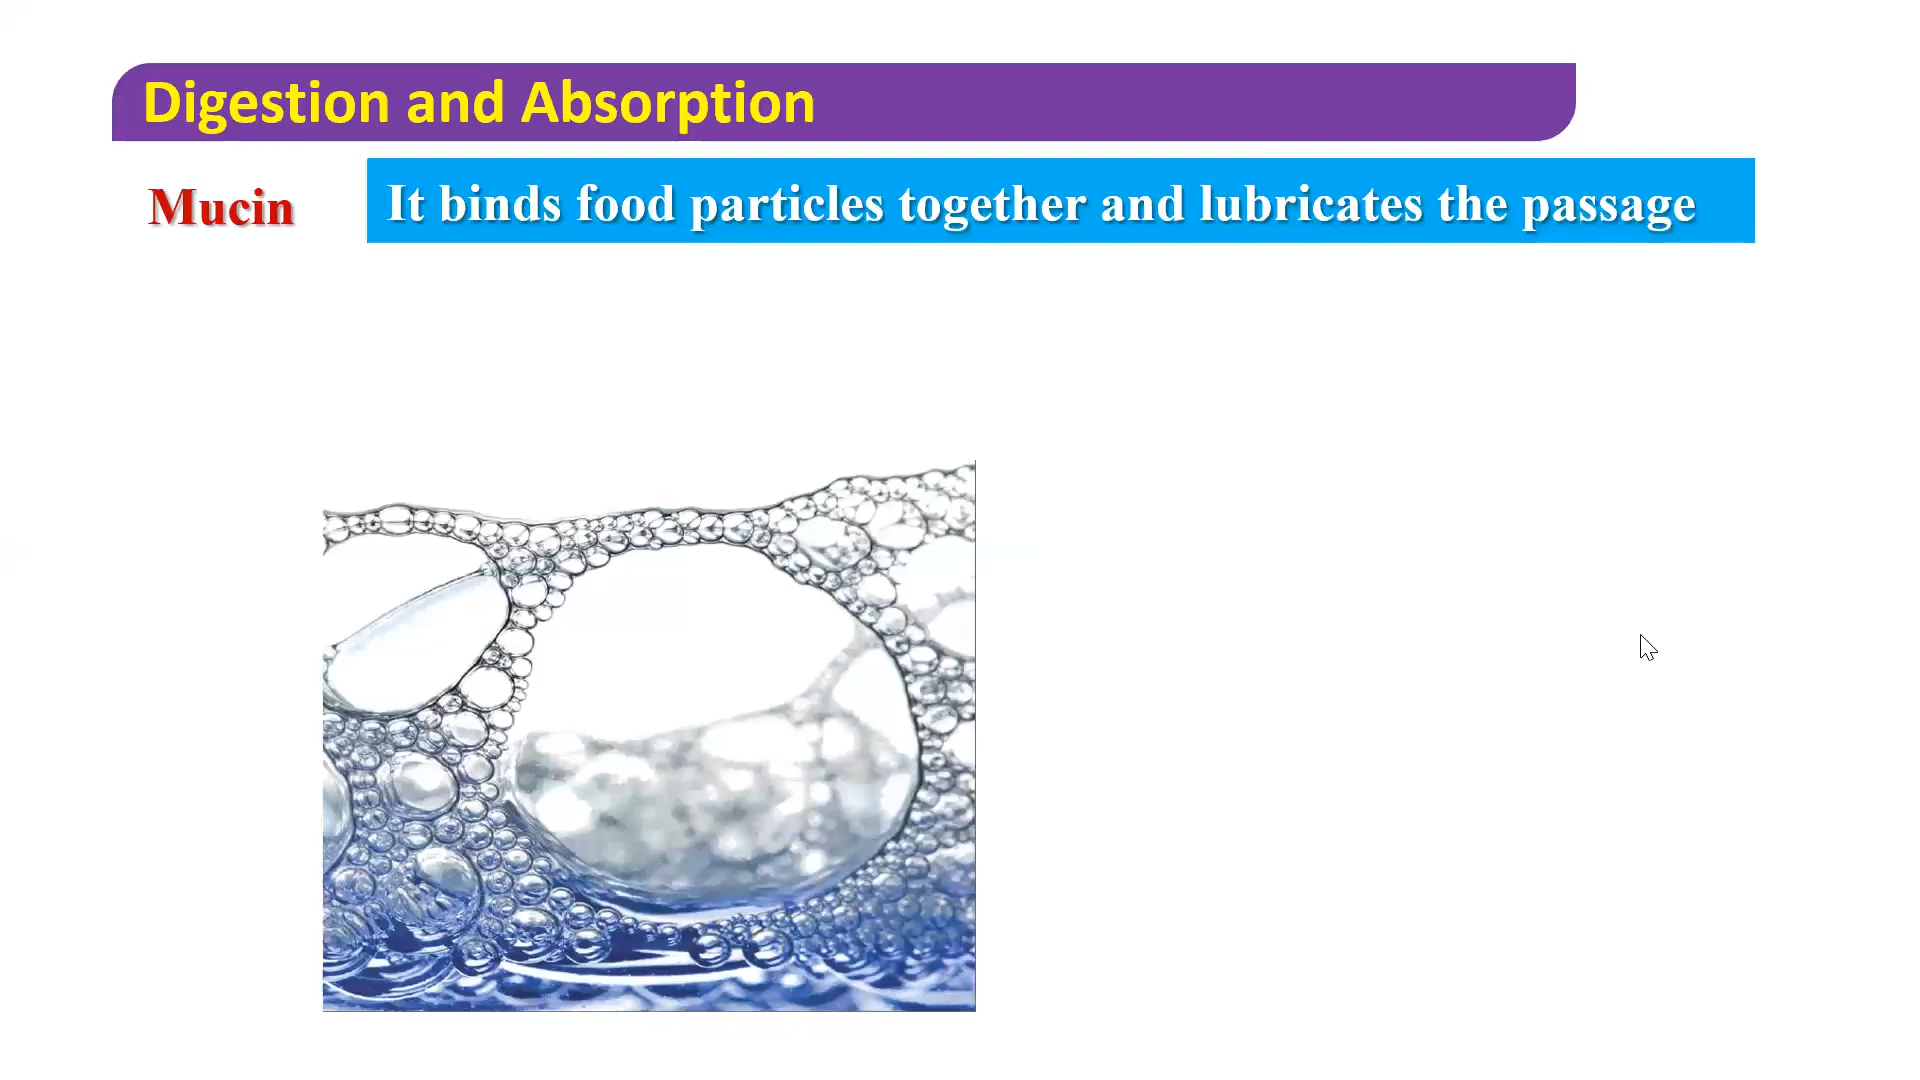 Digestion and Absorption
Mucin
It binds food particles together and lubricates the passage